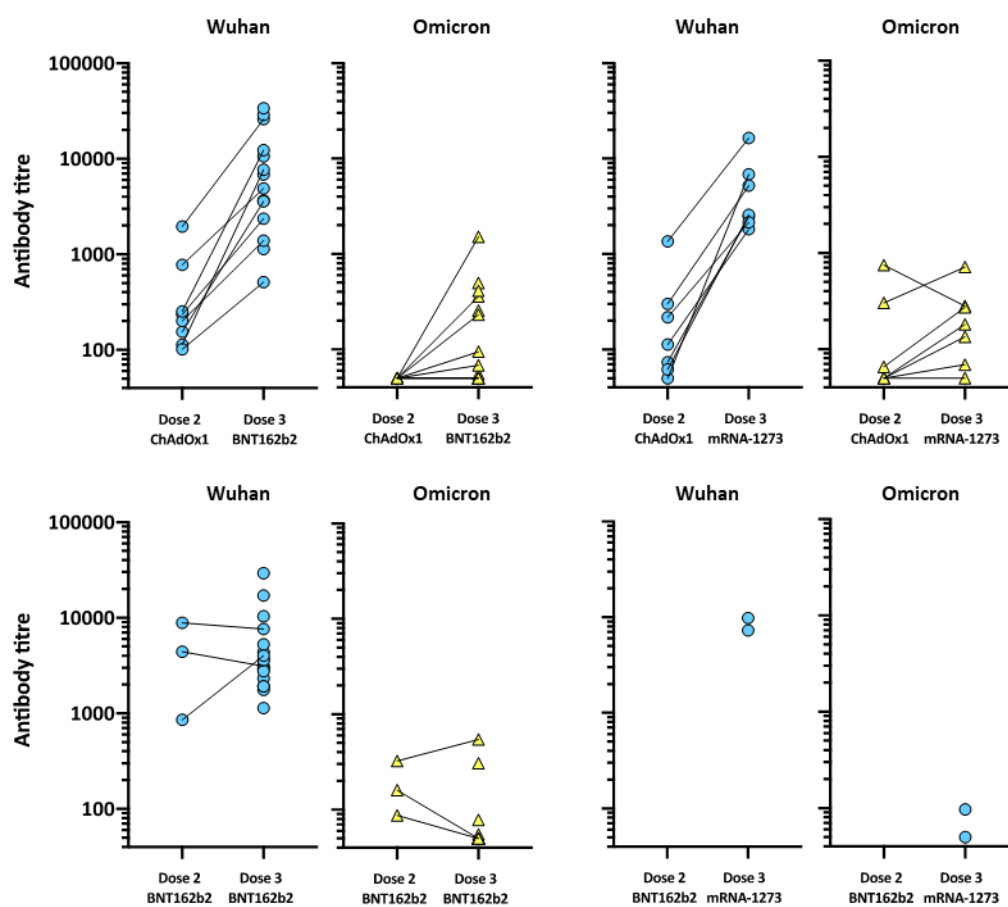 Wuhan Omicron Wuhan Omicron
100000
10000
1000
100
Antibody titre
Dose 2 Dose 3 Dose 2 Dose 3 Dose 2 Dose 3 Dose 2 Dose 3
ChAdOx1 BNT162b2 ChAdOx1 BNT162b2 ChAdOx1 mRNA-1273 ChAdOx1 mRNA-1273
Wuhan Omicron Wuhan Omicron
100000
10000
1000
100
Antibody titre
Dose 2 Dose 3 Dose 2 Dose 3 Dose 2 Dose 3 Dose 2 Dose 3
BNT162b2 BNT162b2 BNT162b2 BNT162b2 BNT162b2 mRNA-1273 BNT162b2 mRNA-1273